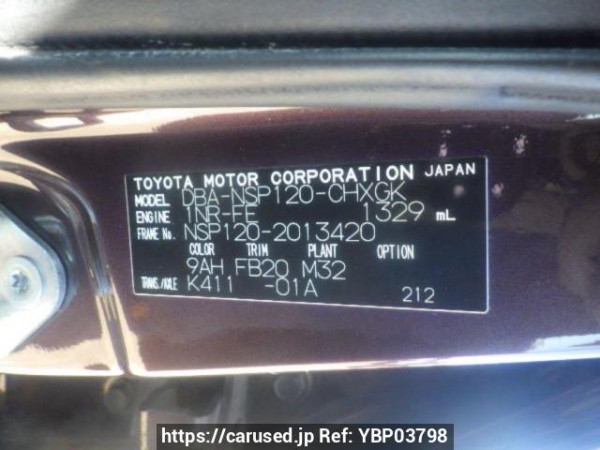 TOYOTA MOTOR CORPORATION JAPAN
MODEL DBA-NSP120-CHXGK
ENGINE 1NR-FE 1329 mL
FRAME No. NSP120-2013420
COLOR TRIM PLANT OPTION
9AH FB20 M32
TRANS./AXLE K411 -01A 212
https://carused.jp Ref: YBP03798